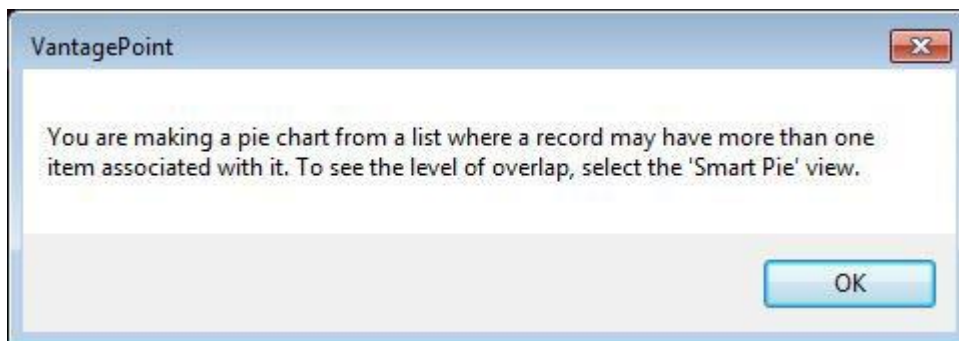 VantagePoint
You are making a pie chart from a list where a record may have more than one
item associated with it. To see the level of overlap, select the 'Smart Pie' view.
OK